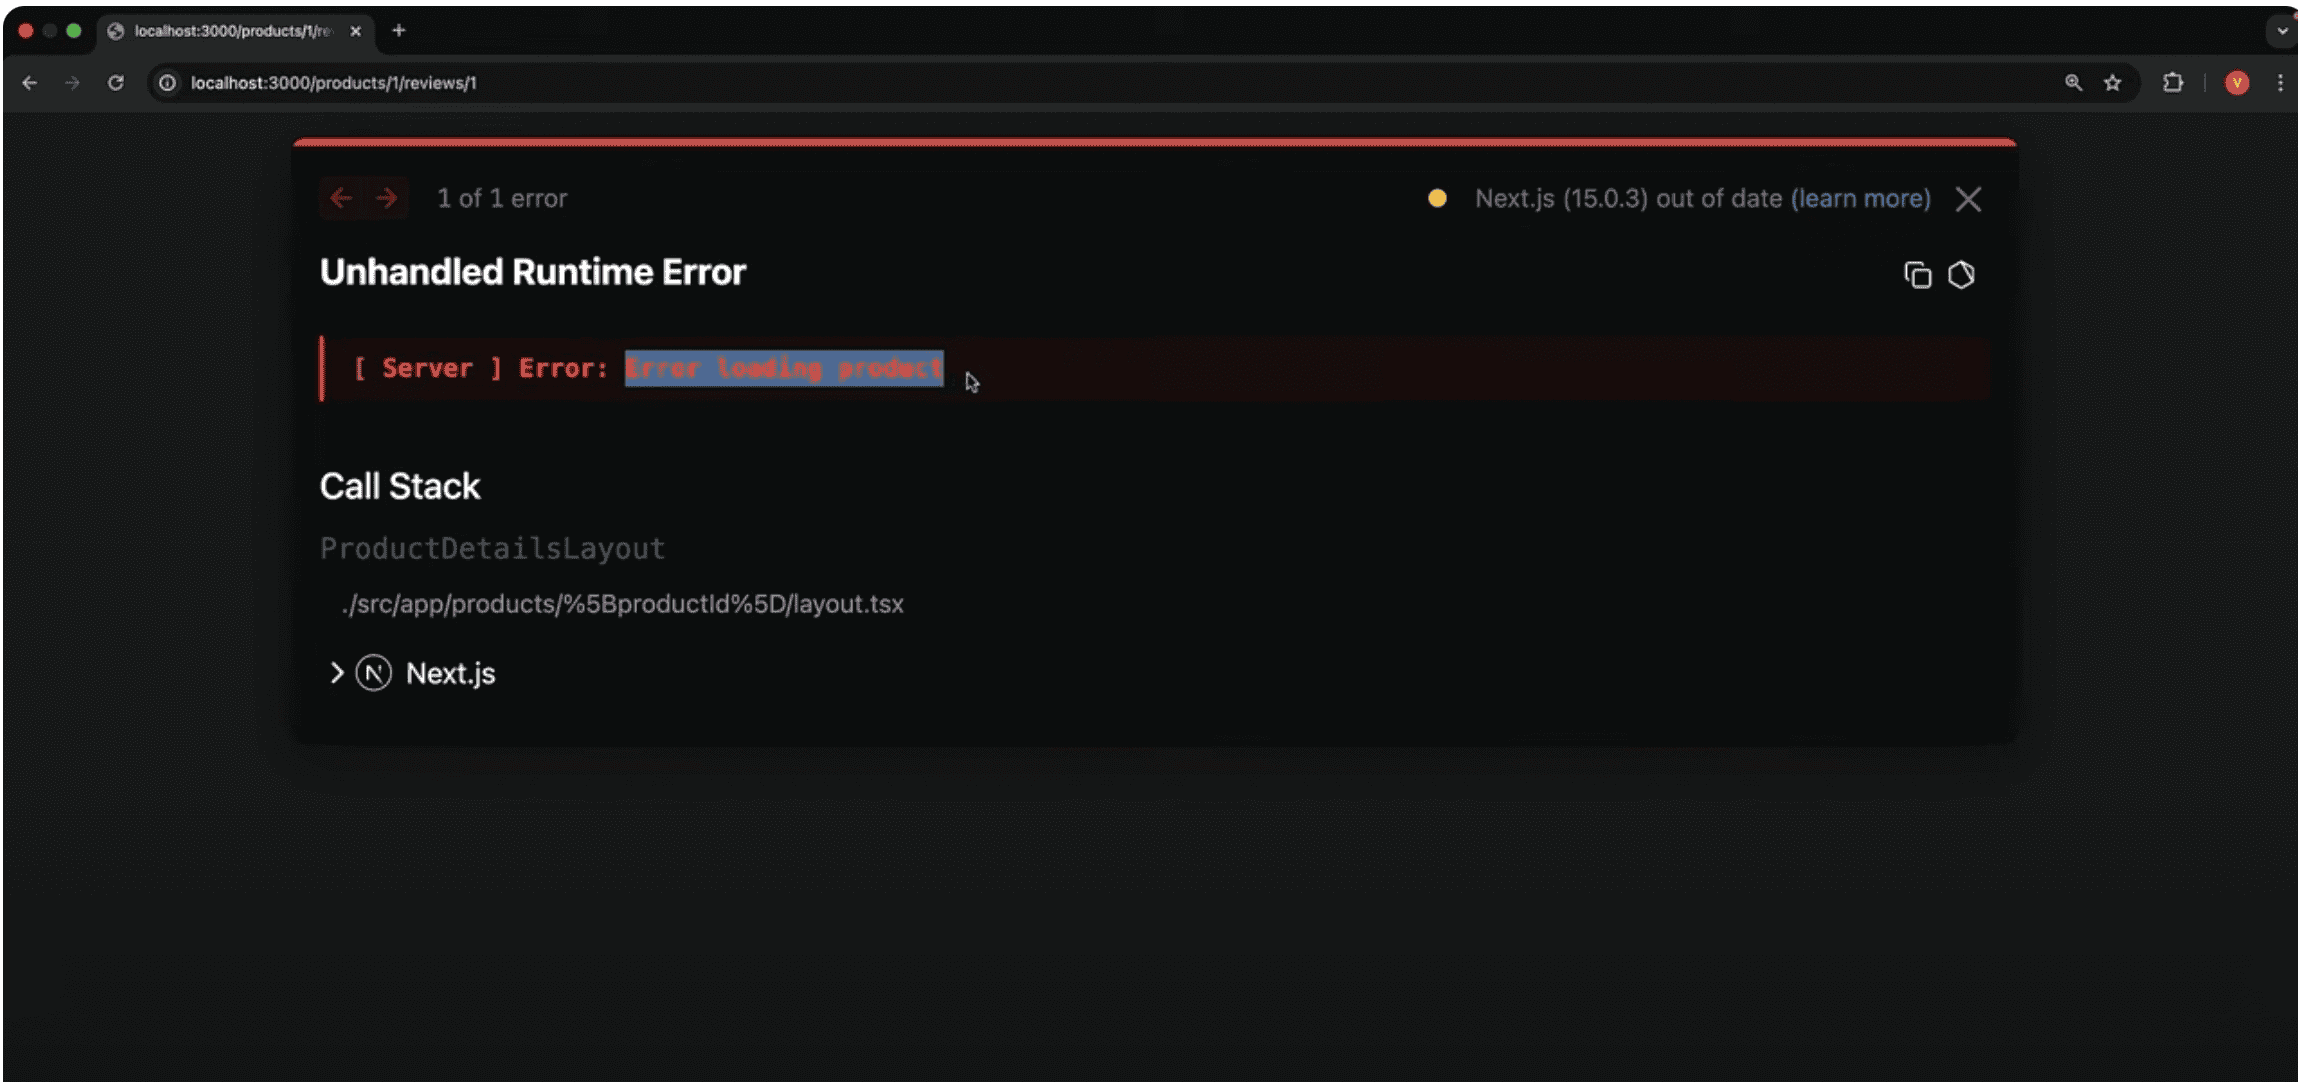 localhost:3000/products/1/re
localhost:3000/products/1/reviews/1
V
1 of 1 error
Next.js (15.0.3) out of date (learn more)
Unhandled Runtime Error
[ Server ] Error: Error loading product
Call Stack
ProductDetailsLayout
./src/app/products/%5BproductId%5D/layout.tsx
N Next.js